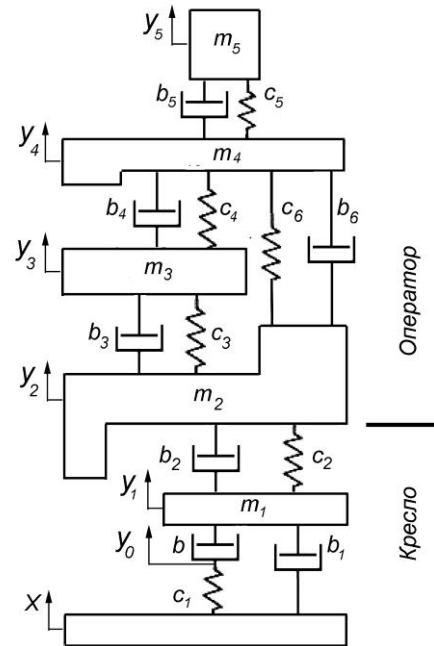 y₅
m₅
b₅
c₅
y₄
m₄
b₄
c₄
c₆
b₆
y₃
m₃
b₃
c₃
Оператор
y₂
m₂
b₂
c₂
y₁
m₁
Кресло
y₀
b
b₁
c₁
x